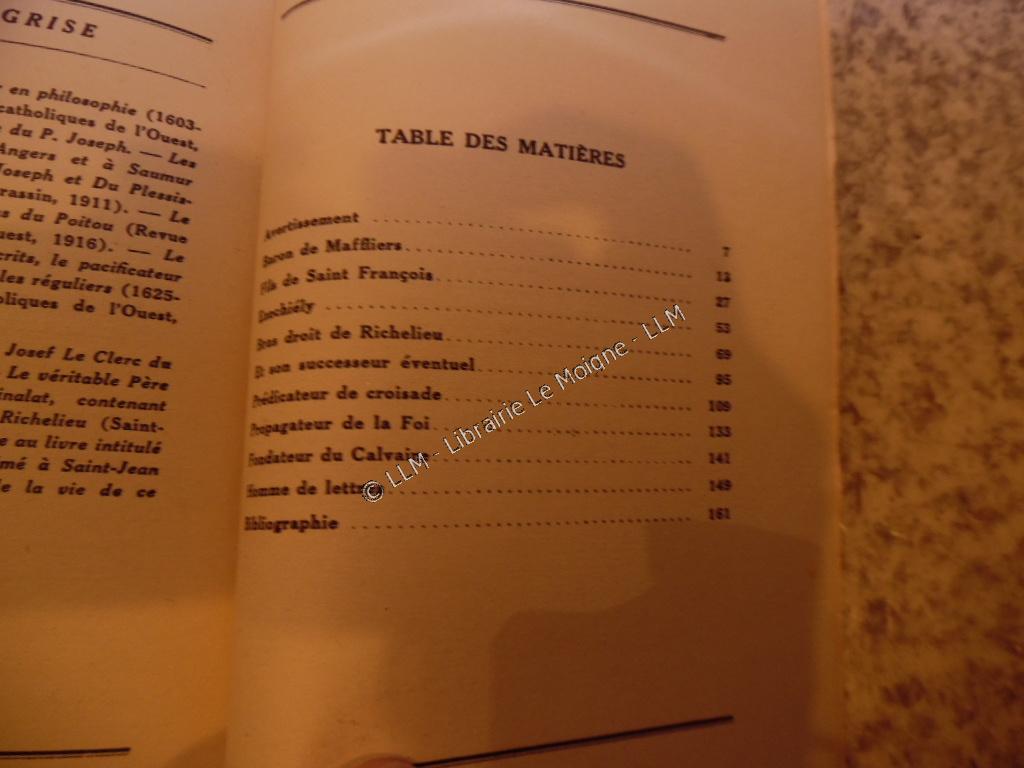 GRISE
en philosophie (1603-
catholiques de l'Ouest,
du P. Joseph. — Les
Angers et à Saumur
Joseph et Du Plessis-
rassin, 1911). — Le
du Poitou (Revue
uest, 1916). — Le
crits, le pacificateur
les réguliers (1625-
oliques de l'Ouest,
Josef Le Clerc du
Le véritable Père
inalat, contenant
Richelieu (Saint-
au livre intitulé
imé à Saint-Jean
de la vie de ce
TABLE DES MATIÈRES
Avertissement 7
Baron de Maffliers 13
Fils de Saint François 27
Ezechiély 53
Bras droit de Richelieu 69
Et son successeur éventuel 95
Prédicateur de croisade 109
Propagateur de la Foi 133
Fondateur du Calvaire 141
Homme de lettres 149
Bibliographie 161
© LLM - Librairie Le Moigne - LLM